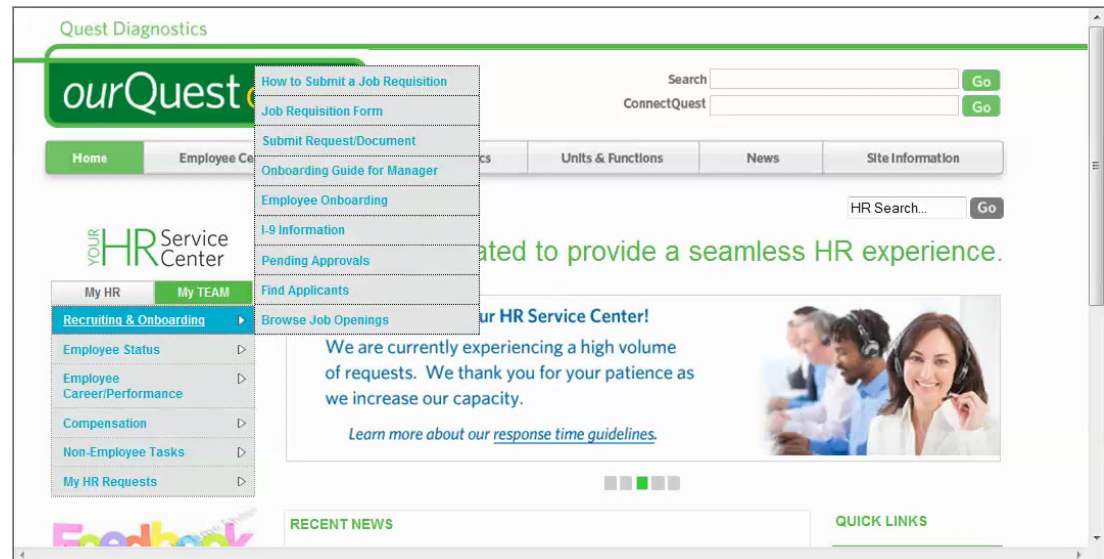 Quest Diagnostics
ourQuest
Search
Go
ConnectQuest
Go
Home
Employee Ce
cs
Units & Functions
News
Site Information
How to Submit a Job Requisition
Job Requisition Form
Submit Request/Document
Onboarding Guide for Manager
Employee Onboarding
I-9 Information
Pending Approvals
Find Applicants
Browse Job Openings
HR Search...
Go
YOUR HR Service Center
ated to provide a seamless HR experience.
My HR
My TEAM
Recruiting & Onboarding
Employee Status
Employee
Career/Performance
Compensation
Non-Employee Tasks
My HR Requests
ur HR Service Center!
We are currently experiencing a high volume
of requests. We thank you for your patience as
we increase our capacity.
Learn more about our response time guidelines.
Feedback
RECENT NEWS
QUICK LINKS